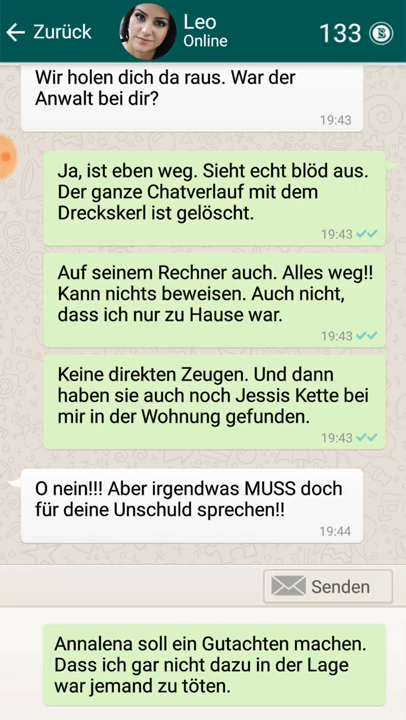 Zurück
Leo
Online
133
Wir holen dich da raus. War der
Anwalt bei dir?
19:43
Ja, ist eben weg. Sieht echt blöd aus.
Der ganze Chatverlauf mit dem
Dreckskerl ist gelöscht.
19:43
Auf seinem Rechner auch. Alles weg!!
Kann nichts beweisen. Auch nicht,
dass ich nur zu Hause war.
19:43
Keine direkten Zeugen. Und dann
haben sie auch noch Jessis Kette bei
mir in der Wohnung gefunden.
19:43
O nein!!! Aber irgendwas MUSS doch
für deine Unschuld sprechen!!
19:44
Senden
Annalena soll ein Gutachten machen.
Dass ich gar nicht dazu in der Lage
war jemand zu töten.